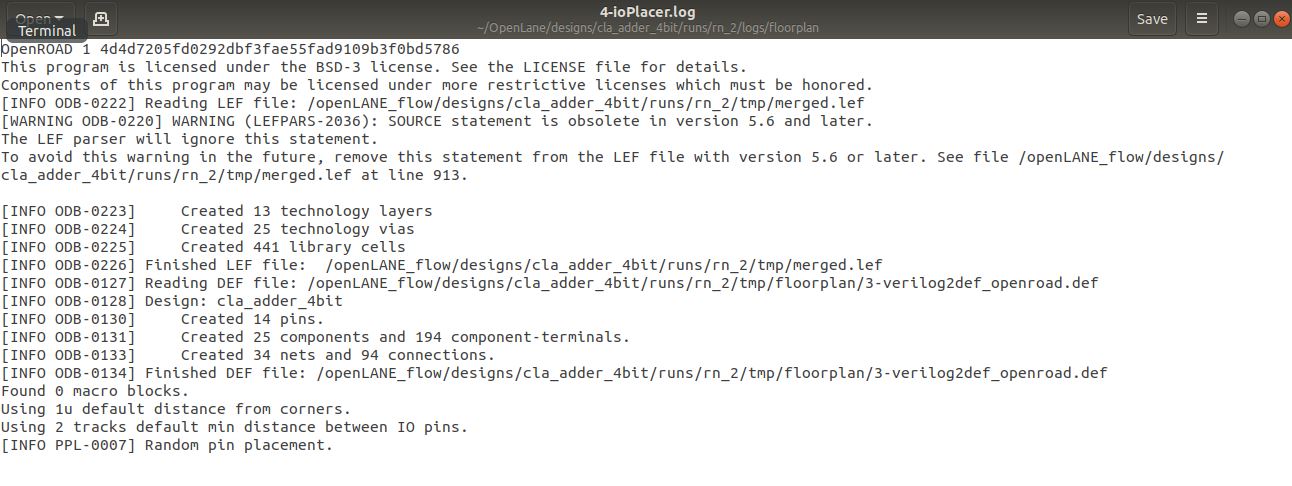 Open
Terminal
4-ioPlacer.log
~/OpenLane/designs/cla_adder_4bit/runs/rn_2/logs/floorplan
Save
OpenROAD 1 4d4d7205fd0292dbf3fae55fad9109b3f0bd5786
This program is licensed under the BSD-3 license. See the LICENSE file for details.
Components of this program may be licensed under more restrictive licenses which must be honored.
[INFO ODB-0222] Reading LEF file: /openLANE_flow/designs/cla_adder_4bit/runs/rn_2/tmp/merged.lef
[WARNING ODB-0220] WARNING (LEFPARS-2036): SOURCE statement is obsolete in version 5.6 and later.
The LEF parser will ignore this statement.
To avoid this warning in the future, remove this statement from the LEF file with version 5.6 or later. See file /openLANE_flow/designs/
cla_adder_4bit/runs/rn_2/tmp/merged.lef at line 913.
[INFO ODB-0223]     Created 13 technology layers
[INFO ODB-0224]     Created 25 technology vias
[INFO ODB-0225]     Created 441 library cells
[INFO ODB-0226] Finished LEF file:  /openLANE_flow/designs/cla_adder_4bit/runs/rn_2/tmp/merged.lef
[INFO ODB-0127] Reading DEF file: /openLANE_flow/designs/cla_adder_4bit/runs/rn_2/tmp/floorplan/3-verilog2def_openroad.def
[INFO ODB-0128] Design: cla_adder_4bit
[INFO ODB-0130]     Created 14 pins.
[INFO ODB-0131]     Created 25 components and 194 component-terminals.
[INFO ODB-0133]     Created 34 nets and 94 connections.
[INFO ODB-0134] Finished DEF file: /openLANE_flow/designs/cla_adder_4bit/runs/rn_2/tmp/floorplan/3-verilog2def_openroad.def
Found 0 macro blocks.
Using 1u default distance from corners.
Using 2 tracks default min distance between IO pins.
[INFO PPL-0007] Random pin placement.